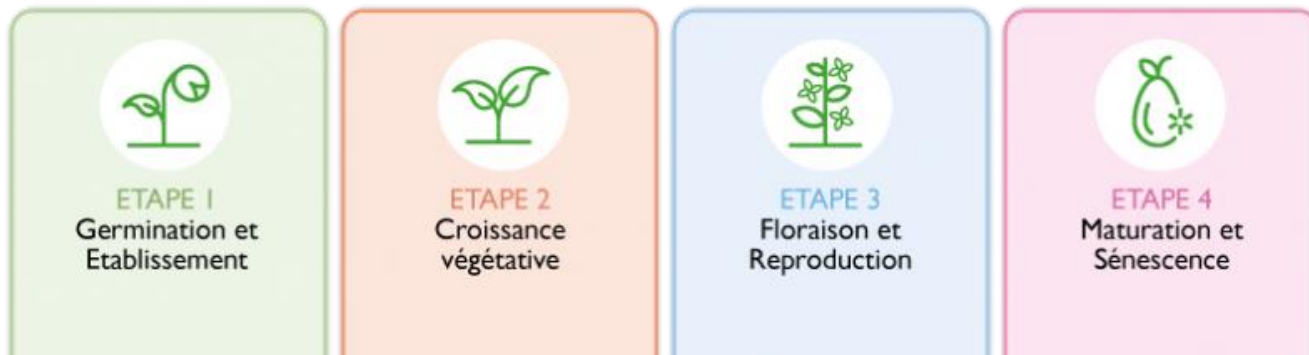 ETAPE 1
Germination et
Etablissement
ETAPE 2
Croissance
végétative
ETAPE 3
Floraison et
Reproduction
ETAPE 4
Maturation et
Sénescence